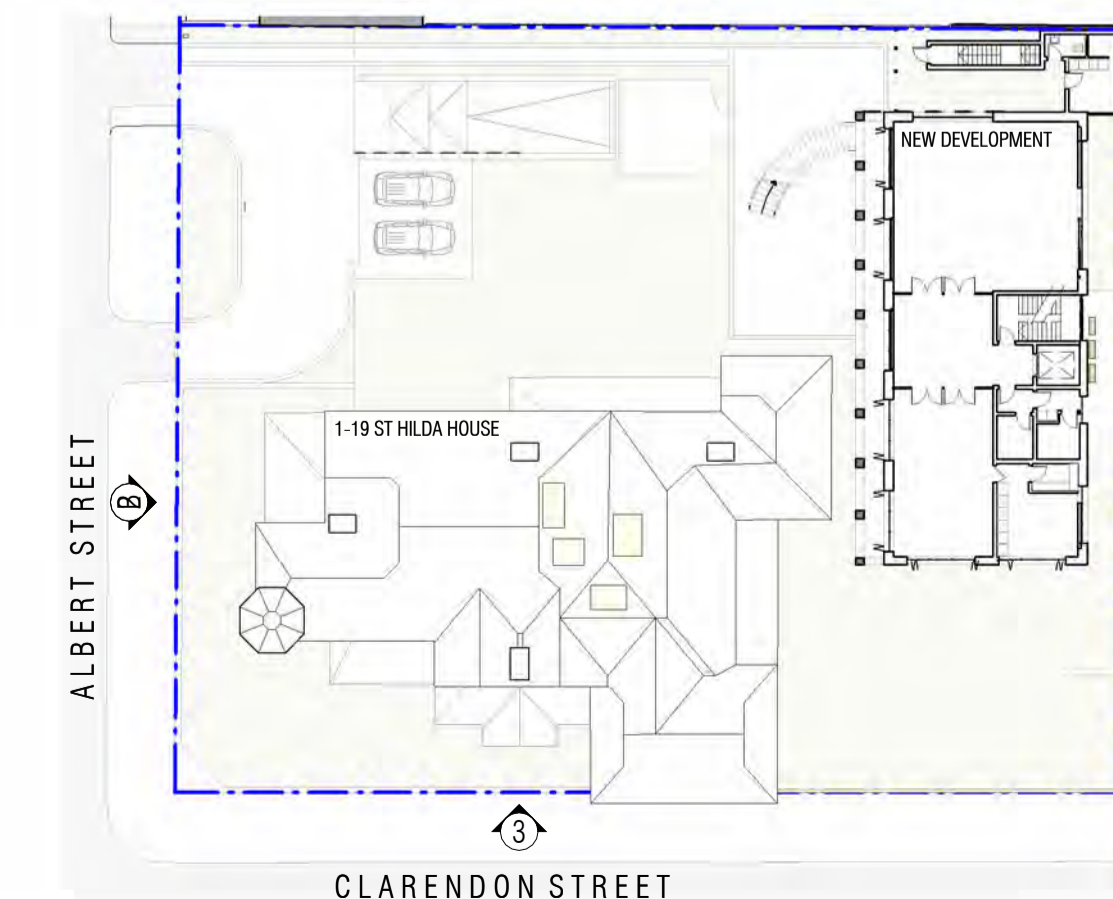 NEW DEVELOPMENT
1-19 ST HILDA HOUSE
ALBERT STREET
B
3
CLARENDON STREET